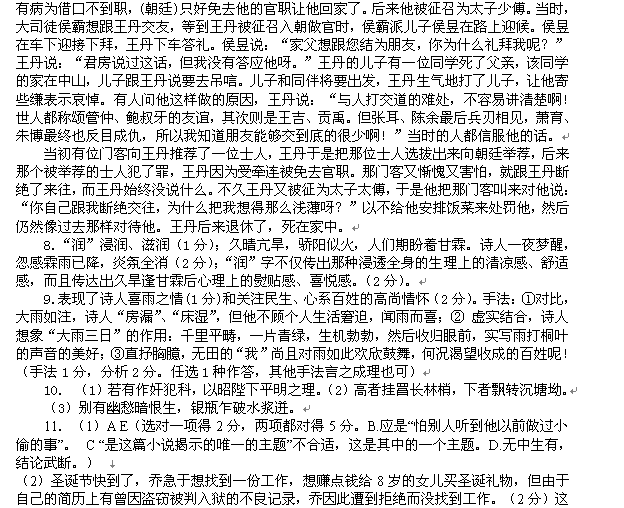 有病为借口不到职，(朝廷)只好免去他的官职让他回家了。后来他被征召为太子少傅。当时，
大司徒侯霸想跟王丹交友，等到王丹被征召入朝做官时，侯霸派儿子侯昱在路上迎候。侯昱
在车下迎接下拜，王丹下车答礼。侯昱说：“家父想跟您结为朋友，你为什么礼拜我呢？”
王丹说：“君房说过这话，但我没有答应他呀。”王丹的儿子有一位同学死了父亲，该同学
的家在中山，儿子跟王丹说要去吊唁。儿子和同伴将要出发，王丹生气地打了儿子，让他寄
些缣表示哀悼。有人问他这样做的原因，王丹说：“与人打交道的难处，不容易讲清楚啊！
世人都称颂管仲、鲍叔牙的友谊，其次则是王吉、贡禹。但张耳、陈余最后兵刃相见，萧育、
朱博最终也反目成仇，所以我知道朋友能够交到底的很少啊！”当时的人都信服他的话。
当初有位门客向王丹推荐了一位士人，王丹于是把那位士人选拔出来向朝廷举荐，后来
那个被举荐的士人犯了罪，王丹因为受牵连被免去官职。那门客又惭愧又害怕，就跟王丹断
绝了来往，而王丹始终没说什么。不久王丹又被征为太子太傅，于是他把那门客叫来对他说：
“你自己跟我断绝交往，为什么把我想得那么浅薄呀？”以不给他安排饭菜来处罚他，然后
仍然像过去那样对待他。王丹后来退休了，死在家中。
8．“润”浸润、滋润（1 分）；久晴亢旱，骄阳似火，人们期盼着甘霖。诗人一夜梦醒，
忽感霖雨已降，炎氛全消（2 分）；“润”字不仅传出那种浸透全身的生理上的清凉感、舒适
感，而且传达出久旱逢甘霖后心理上的熨贴感、喜悦感。（2 分）。
9.表现了诗人喜雨之情(1 分)和关注民生、心系百姓的高尚情怀（2 分）。手法：①对比，
大雨如注，诗人“房漏”、“床湿”，但他不顾个人生活窘迫，闻雨而喜；② 虚实结合，诗人
想象“大雨三日”的作用：千里平畴，一片青绿，生机勃勃，然后收归眼前，实写雨打桐叶
的声音的美好；③直抒胸臆，无田的“我”尚且对雨如此欢欣鼓舞，何况渴望收成的百姓呢！
（手法 1 分，分析 2 分。任选 1 种作答，其他手法言之成理也可）
10．（1）若有作奸犯科，以昭陛下平明之理。（2）高者挂罥长林梢，下者飘转沉塘坳。
（3）别有幽愁暗恨生，银瓶乍破水浆迸。
11．（1）A E（选对一项得 2 分，两项都对得 5 分。B.应是“怕别人听到他以前做过小
偷的事”。 C“是这篇小说揭示的唯一的主题”不合适，这是其中的一个主题。D.无中生有，
结论武断。）
（2）圣诞节快到了，乔急于想找到一份工作，想赚点钱给 8 岁的女儿买圣诞礼物，但由于
自己的简历上有曾因盗窃被判入狱的不良记录，乔因此遭到拒绝而没找到工作。（2 分）这